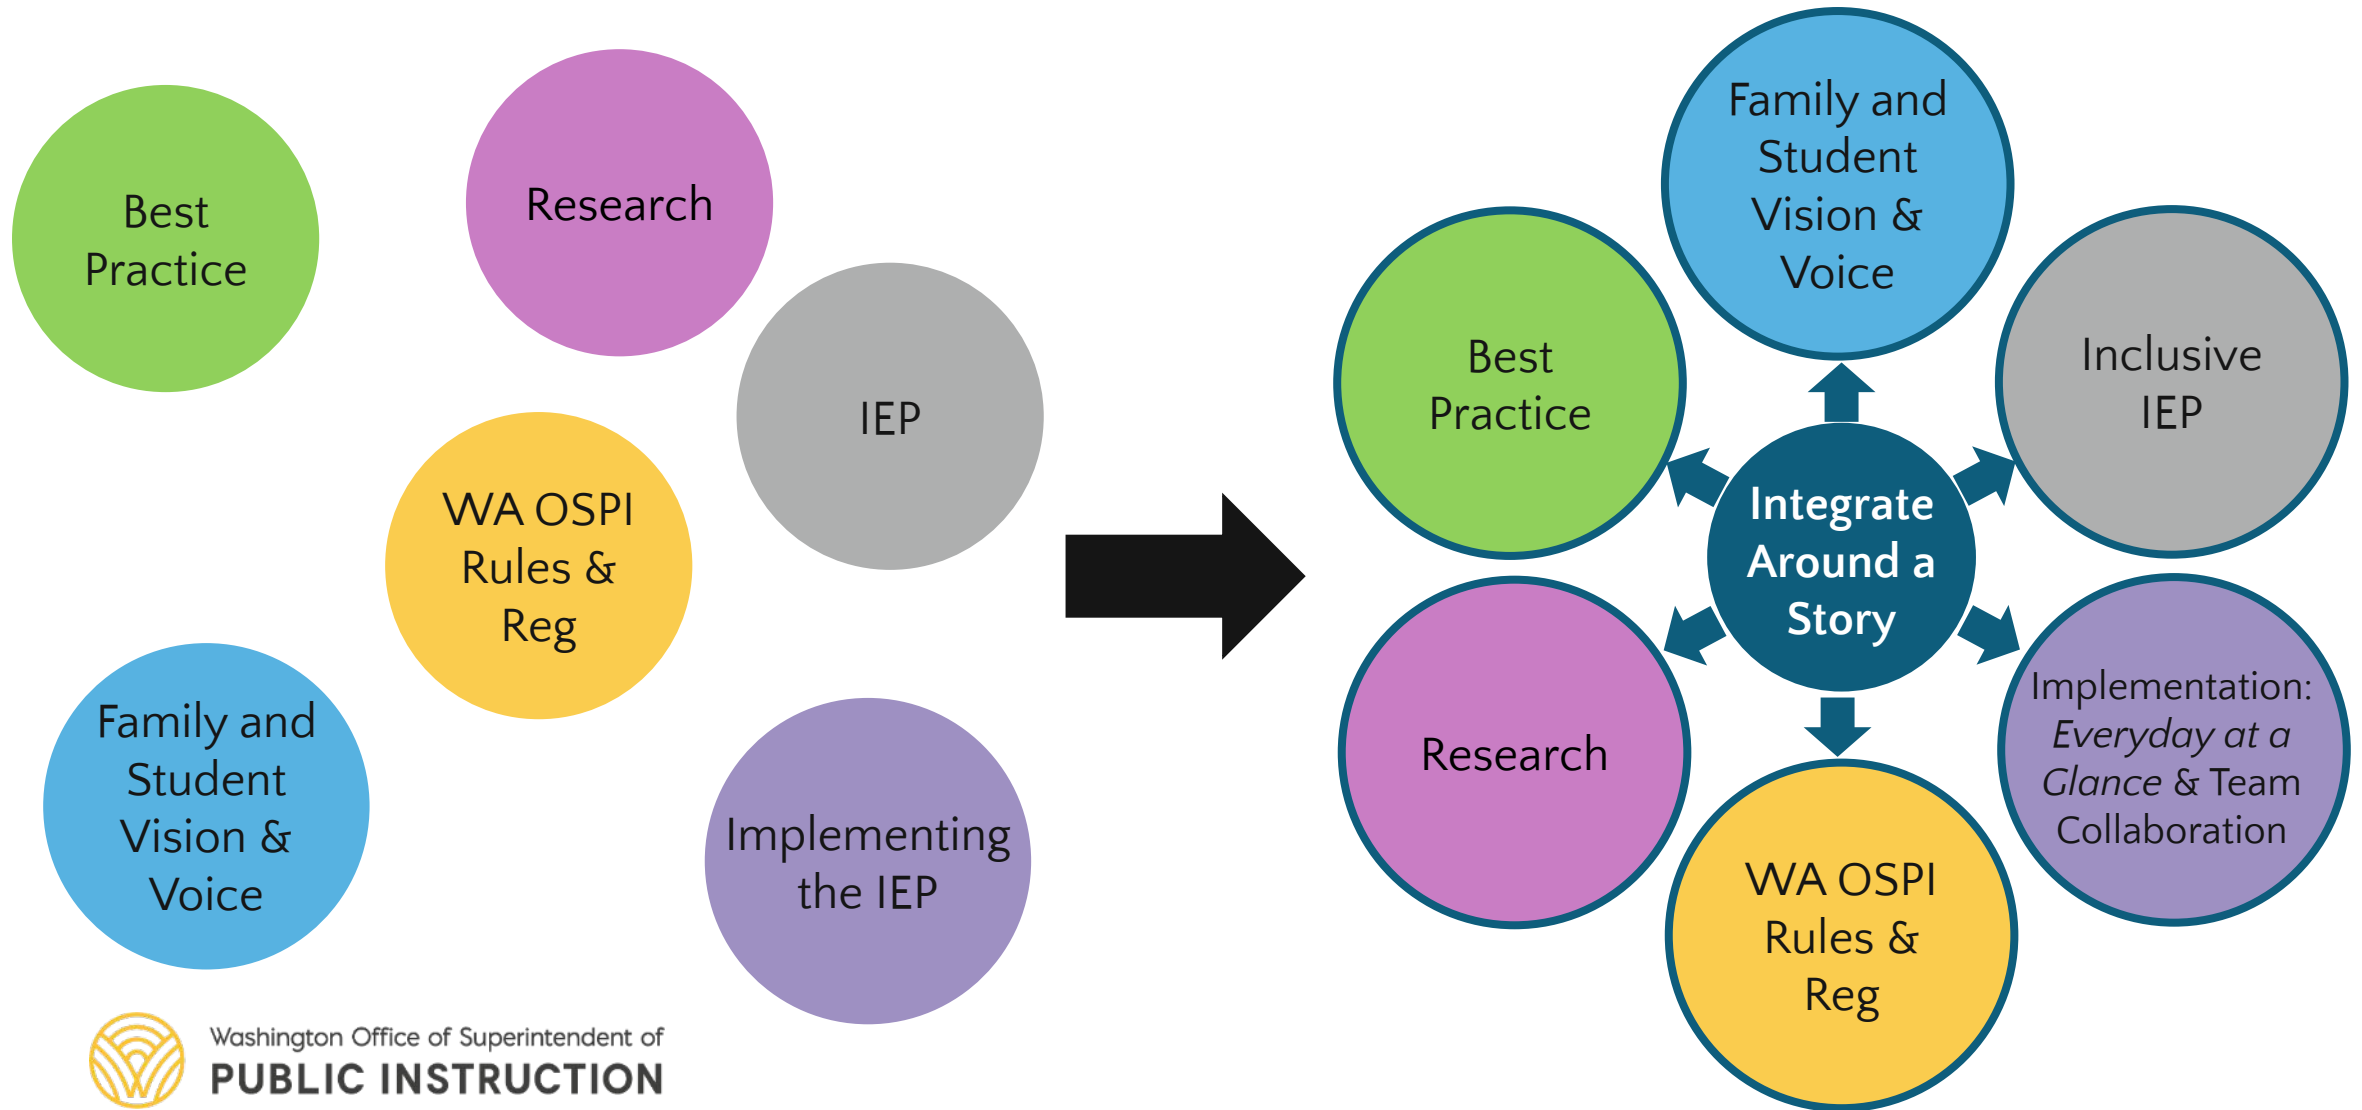 Best
Practice
Research
IEP
WA OSPI
Rules &
Reg
Family and
Student
Vision &
Voice
Implementing
the IEP
Washington Office of Superintendent of
PUBLIC INSTRUCTION
Family and
Student
Vision &
Voice
Best
Practice
Inclusive
IEP
Integrate
Around a
Story
Research
Implementation:
Everyday at a
Glance & Team
Collaboration
WA OSPI
Rules &
Reg